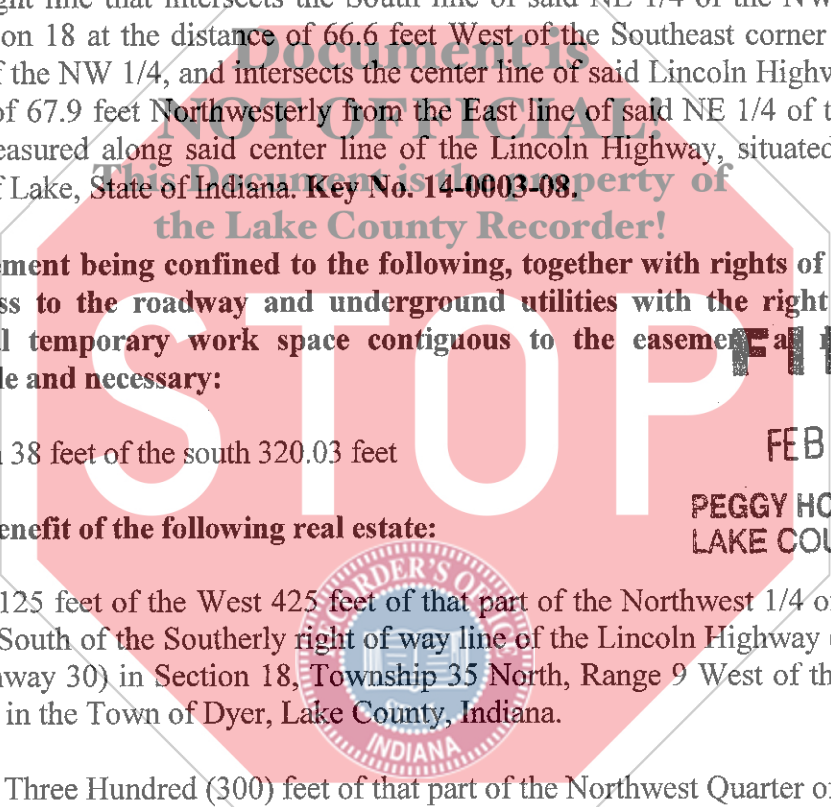 ght line that intersects the South line of said NE 1/4 of the NW
on 18 at the distance of 66.6 feet West of the Southeast corner
Document is
f the NW 1/4, and intersects the center line of said Lincoln Highw
of 67.9 feet Northwesterly from the East line of said NE 1/4 of t
NOT OFFICIAL!
easured along said center line of the Lincoln Highway, situated
This Document is the property of
f Lake, State of Indiana. Key No. 14-0003-08.
the Lake County Recorder!
ement being confined to the following, together with rights of
ss to the roadway and underground utilities with the right
l temporary work space contiguous to the easement as
le and necessary:
STOP
38 feet of the south 320.03 feet
FEB
PEGGY HO
LAKE COU
enefit of the following real estate:
RECORDER'S OFFICE
125 feet of the West 425 feet of that part of the Northwest 1/4 o
South of the Southerly right of way line of the Lincoln Highway
way 30) in Section 18, Township 35 North, Range 9 West of th
in the Town of Dyer, Lake County, Indiana.
INDIANA
Three Hundred (300) feet of that part of the Northwest Quarter o